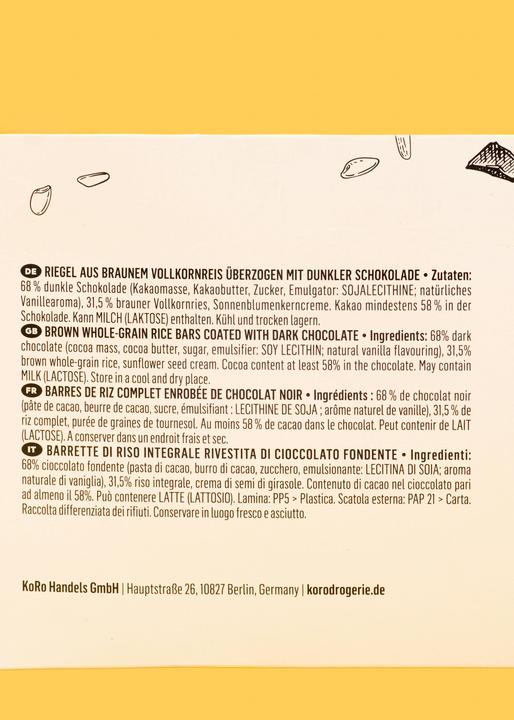 DE RIEGEL AUS BRAUNEM VOLLKORNREIS ÜBERZOGEN MIT DUNKLER SCHOKOLADE • Zutaten:
68 % dunkle Schokolade (Kakaomasse, Kakaobutter, Zucker, Emulgator: SOJALECITHINE; natürliches
Vanillearoma), 31,5 % brauner Vollkornries, Sonnenblumenkerncreme. Kakao mindestens 58 % in der
Schokolade. Kann MILCH (LAKTOSE) enthalten. Kühl und trocken lagern.
GB BROWN WHOLE-GRAIN RICE BARS COATED WITH DARK CHOCOLATE • Ingredients: 68% dark
chocolate (cocoa mass, cocoa butter, sugar, emulsifier: SOY LECITHIN; natural vanilla flavouring), 31,5%
brown whole-grain rice, sunflower seed cream. Cocoa content at least 58% in the chocolate. May contain
MILK (LACTOSE). Store in a cool and dry place.
FR BARRES DE RIZ COMPLET ENROBÉE DE CHOCOLAT NOIR • Ingrédients : 68 % de chocolat noir
(pâte de cacao, beurre de cacao, sucre, émulsifiant : LECITHINE DE SOJA ; arôme naturel de vanille), 31,5 % de
riz complet, purée de graines de tournesol. Au moins 58 % de cacao dans le chocolat. Peut contenir de LAIT
(LACTOSE). A conserver dans un endroit frais et sec.
IT BARRETTE DI RISO INTEGRALE RIVESTITA DI CIOCCOLATO FONDENTE • Ingredienti:
68% cioccolato fondente (pasta di cacao, burro di cacao, zucchero, emulsionante: LECITINA DI SOIA; aroma
naturale di vaniglia), 31,5% riso integrale, crema di semi di girasole. Contenuto di cacao nel cioccolato pari
ad almeno il 58%. Può contenere LATTE (LATTOSIO). Lamina: PP5 > Plastica. Scatola esterna: PAP 21 > Carta.
Raccolta differenziata dei rifiuti. Conservare in luogo fresco e asciutto.
KoRo Handels GmbH | Hauptstraße 26, 10827 Berlin, Germany | korodrogerie.de